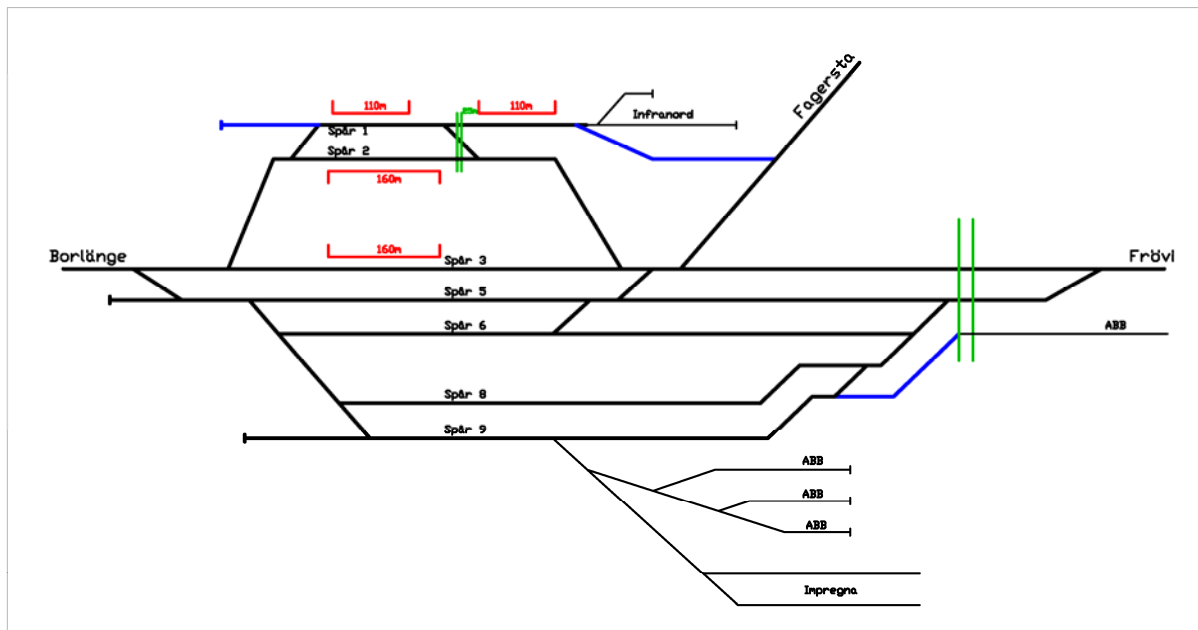 Fagersta
110m
110m
Infranord
Spår 1
Spår 2
160m
160m
Borlänge
Spår 3
Frövi
Spår 5
Spår 6
ABB
Spår 8
Spår 9
ABB
ABB
ABB
Impregna